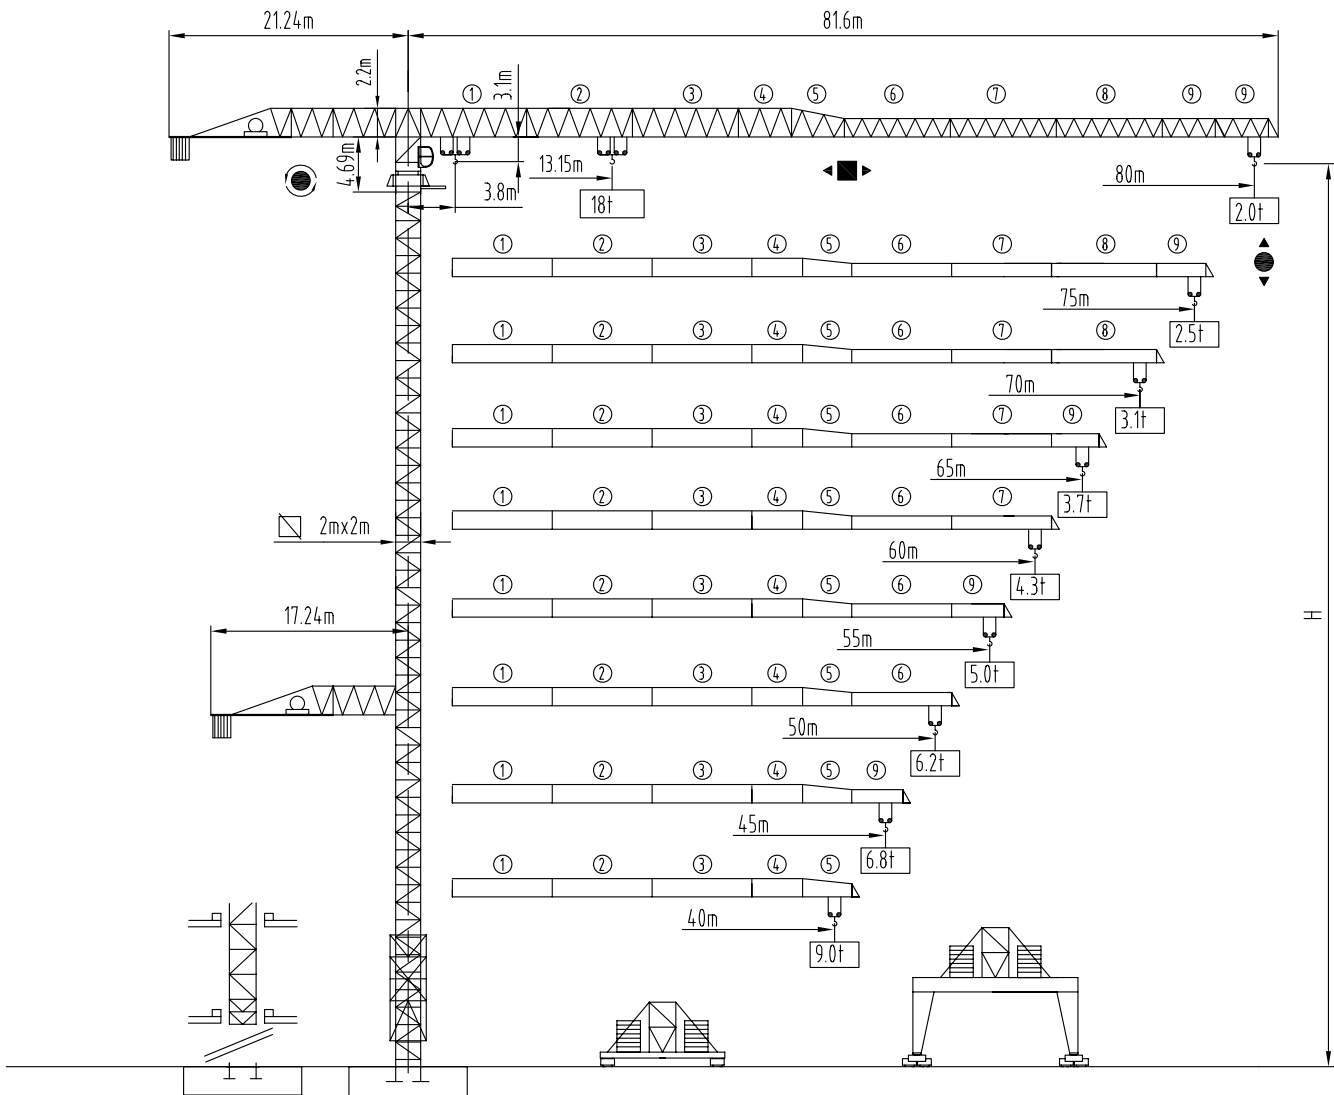 21.24m 81.6m
2.2m 3.1m
① ② ③ ④ ⑤ ⑥ ⑦ ⑧ ⑨ ⑨
4.69m 13.15m 3.8m 80m
18t 2.0t
① ② ③ ④ ⑤ ⑥ ⑦ ⑧ ⑨
75m
2.5t
① ② ③ ④ ⑤ ⑥ ⑦ ⑧
70m
3.1t
① ② ③ ④ ⑤ ⑥ ⑦ ⑨
65m
3.7t
① ② ③ ④ ⑤ ⑥ ⑦
2mx2m
60m
4.3t
① ② ③ ④ ⑤ ⑥ ⑨
17.24m
55m
5.0t
H
① ② ③ ④ ⑤ ⑥
50m
6.2t
① ② ③ ④ ⑤ ⑨
45m
6.8t
① ② ③ ④ ⑤
40m
9.0t